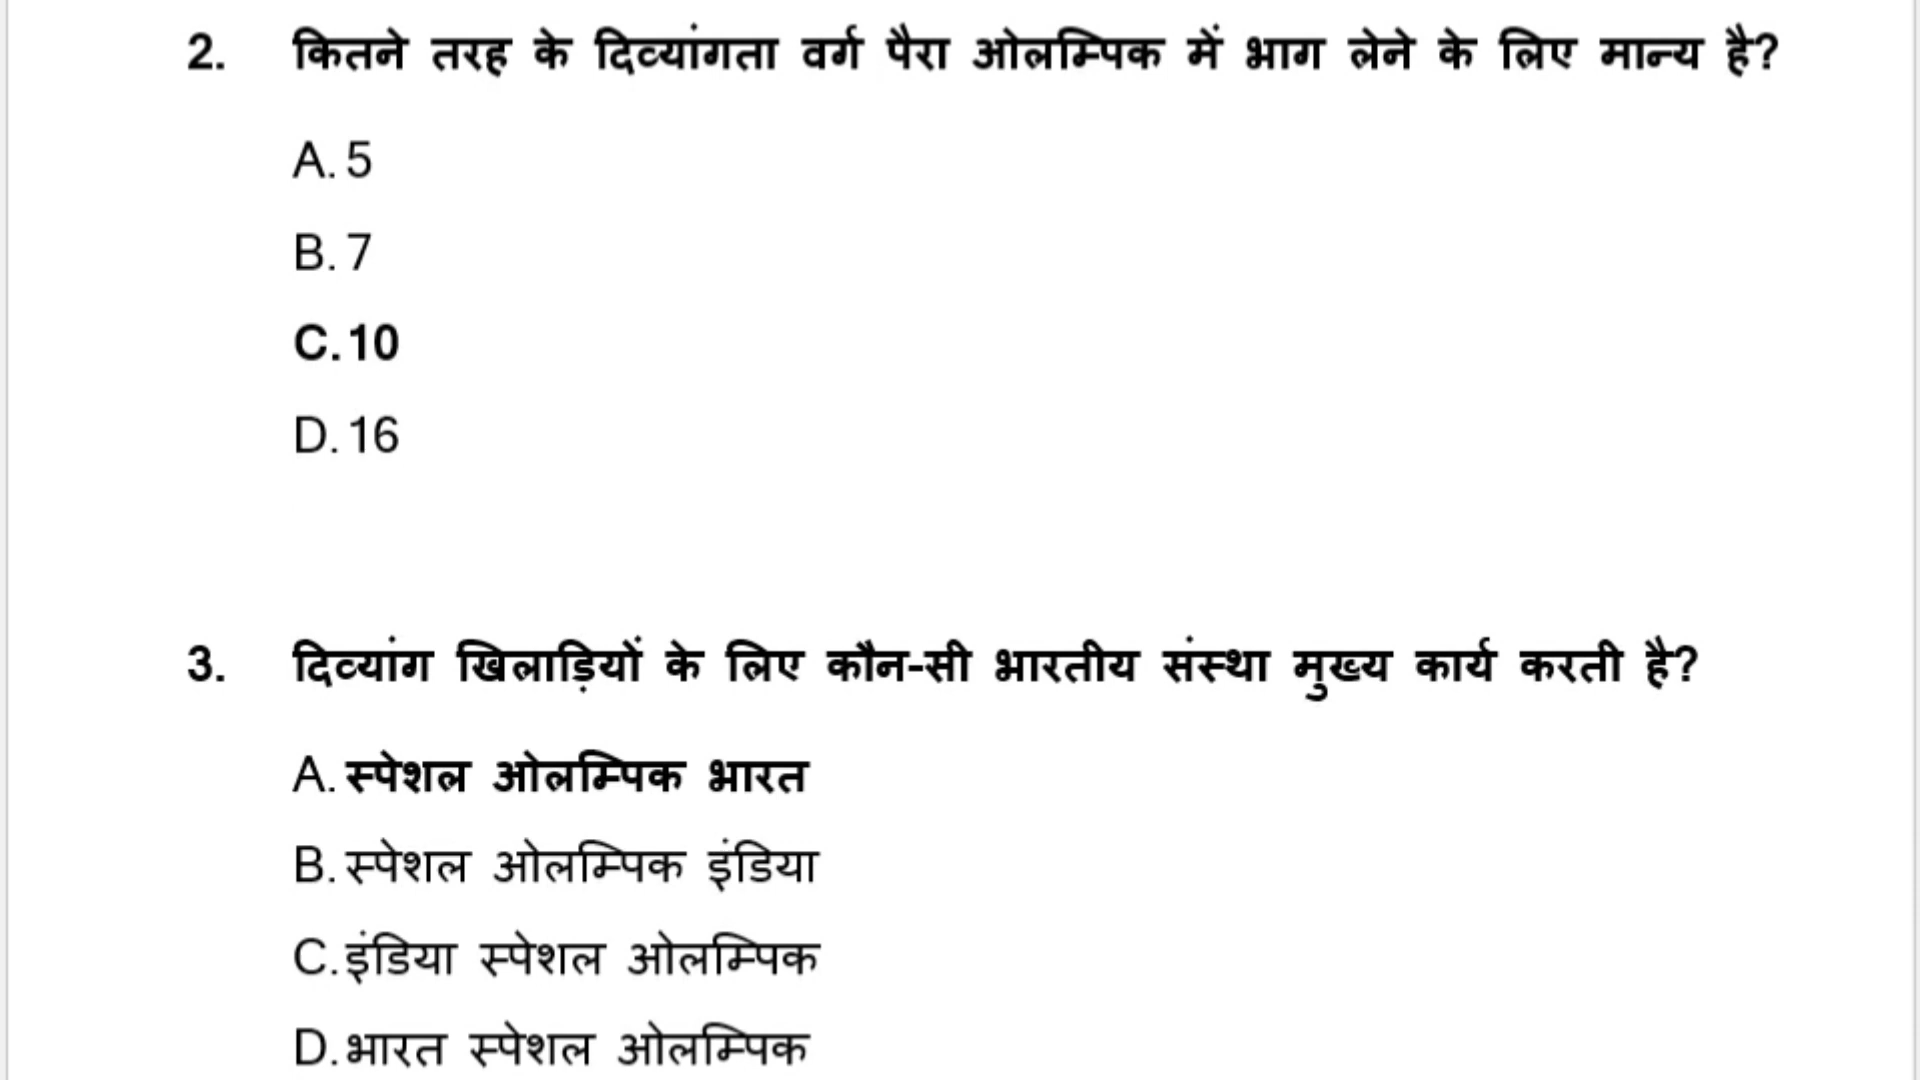 2. कितने तरह के दिव्यांगता वर्ग पैरा ओलम्पिक में भाग लेने के लिए मान्य है?
A. 5
B. 7
C. 10
D. 16
3. दिव्यांग खिलाड़ियों के लिए कौन-सी भारतीय संस्था मुख्य कार्य करती है?
A. स्पेशल ओलम्पिक भारत
B. स्पेशल ओलम्पिक इंडिया
C. इंडिया स्पेशल ओलम्पिक
D. भारत स्पेशल ओलम्पिक